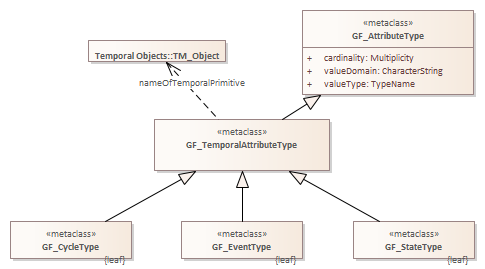 «metaclass»
GF_AttributeType
+ cardinality: Multiplicity
+ valueDomain: CharacterString
+ valueType: TypeName
Temporal Objects::TM_Object
nameOfTemporalPrimitive
«metaclass»
GF_TemporalAttributeType
«metaclass»
GF_CycleType
{leaf}
«metaclass»
GF_EventType
{leaf}
«metaclass»
GF_StateType
{leaf}